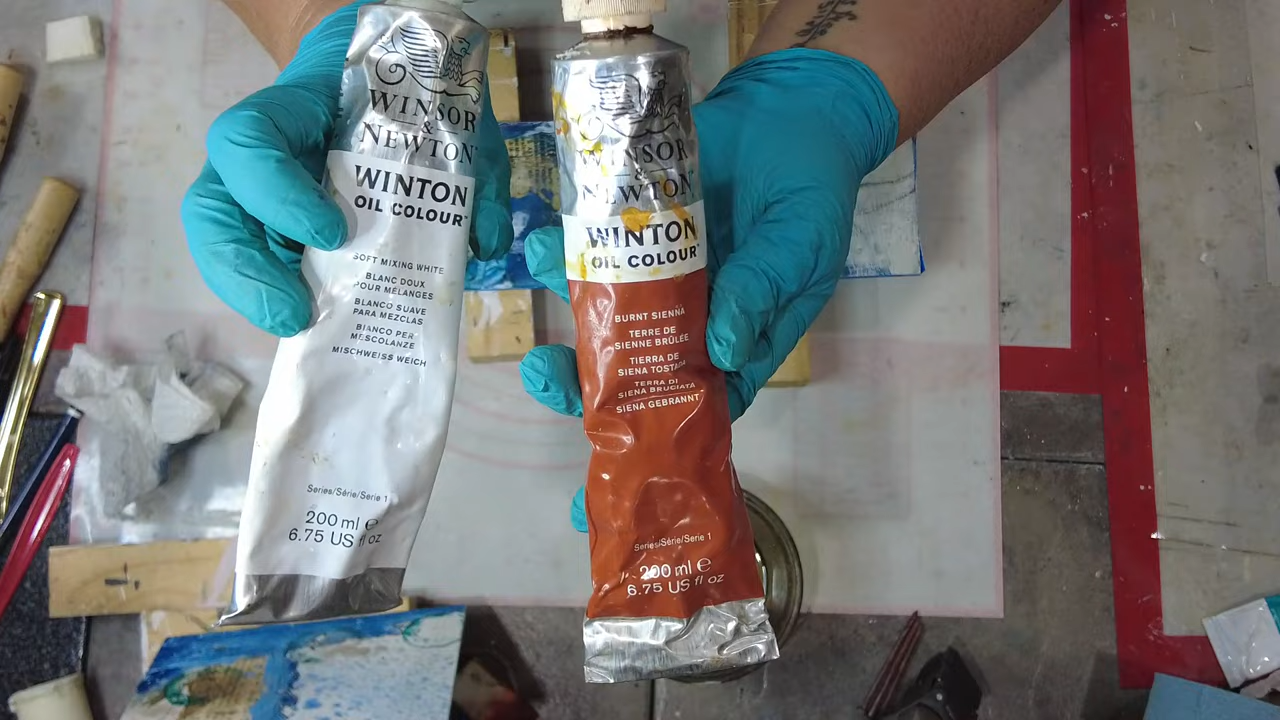 WINSOR
&
NEWTON
WINTON
OIL COLOUR™
SOFT MIXING WHITE
BLANC DOUX
POUR MÉLANGES
BLANCO SUAVE
PARA MEZCLAS
BIANCO PER
MESCOLANZE
MISCHWEISS WEICH
Series/Série/Serie 1
200 ml e
6.75 US fl oz
WINSOR
&
NEWTON
WINTON
OIL COLOUR™
BURNT SIENNA
TERRE DE
SIENNE BRÛLÉE
TIERRA DE
SIENA TOSTADA
TERRA DI
SIENA BRUCIATA
SIENA GEBRANNT
Series/Série/Serie 1
200 ml e
6.75 US fl oz